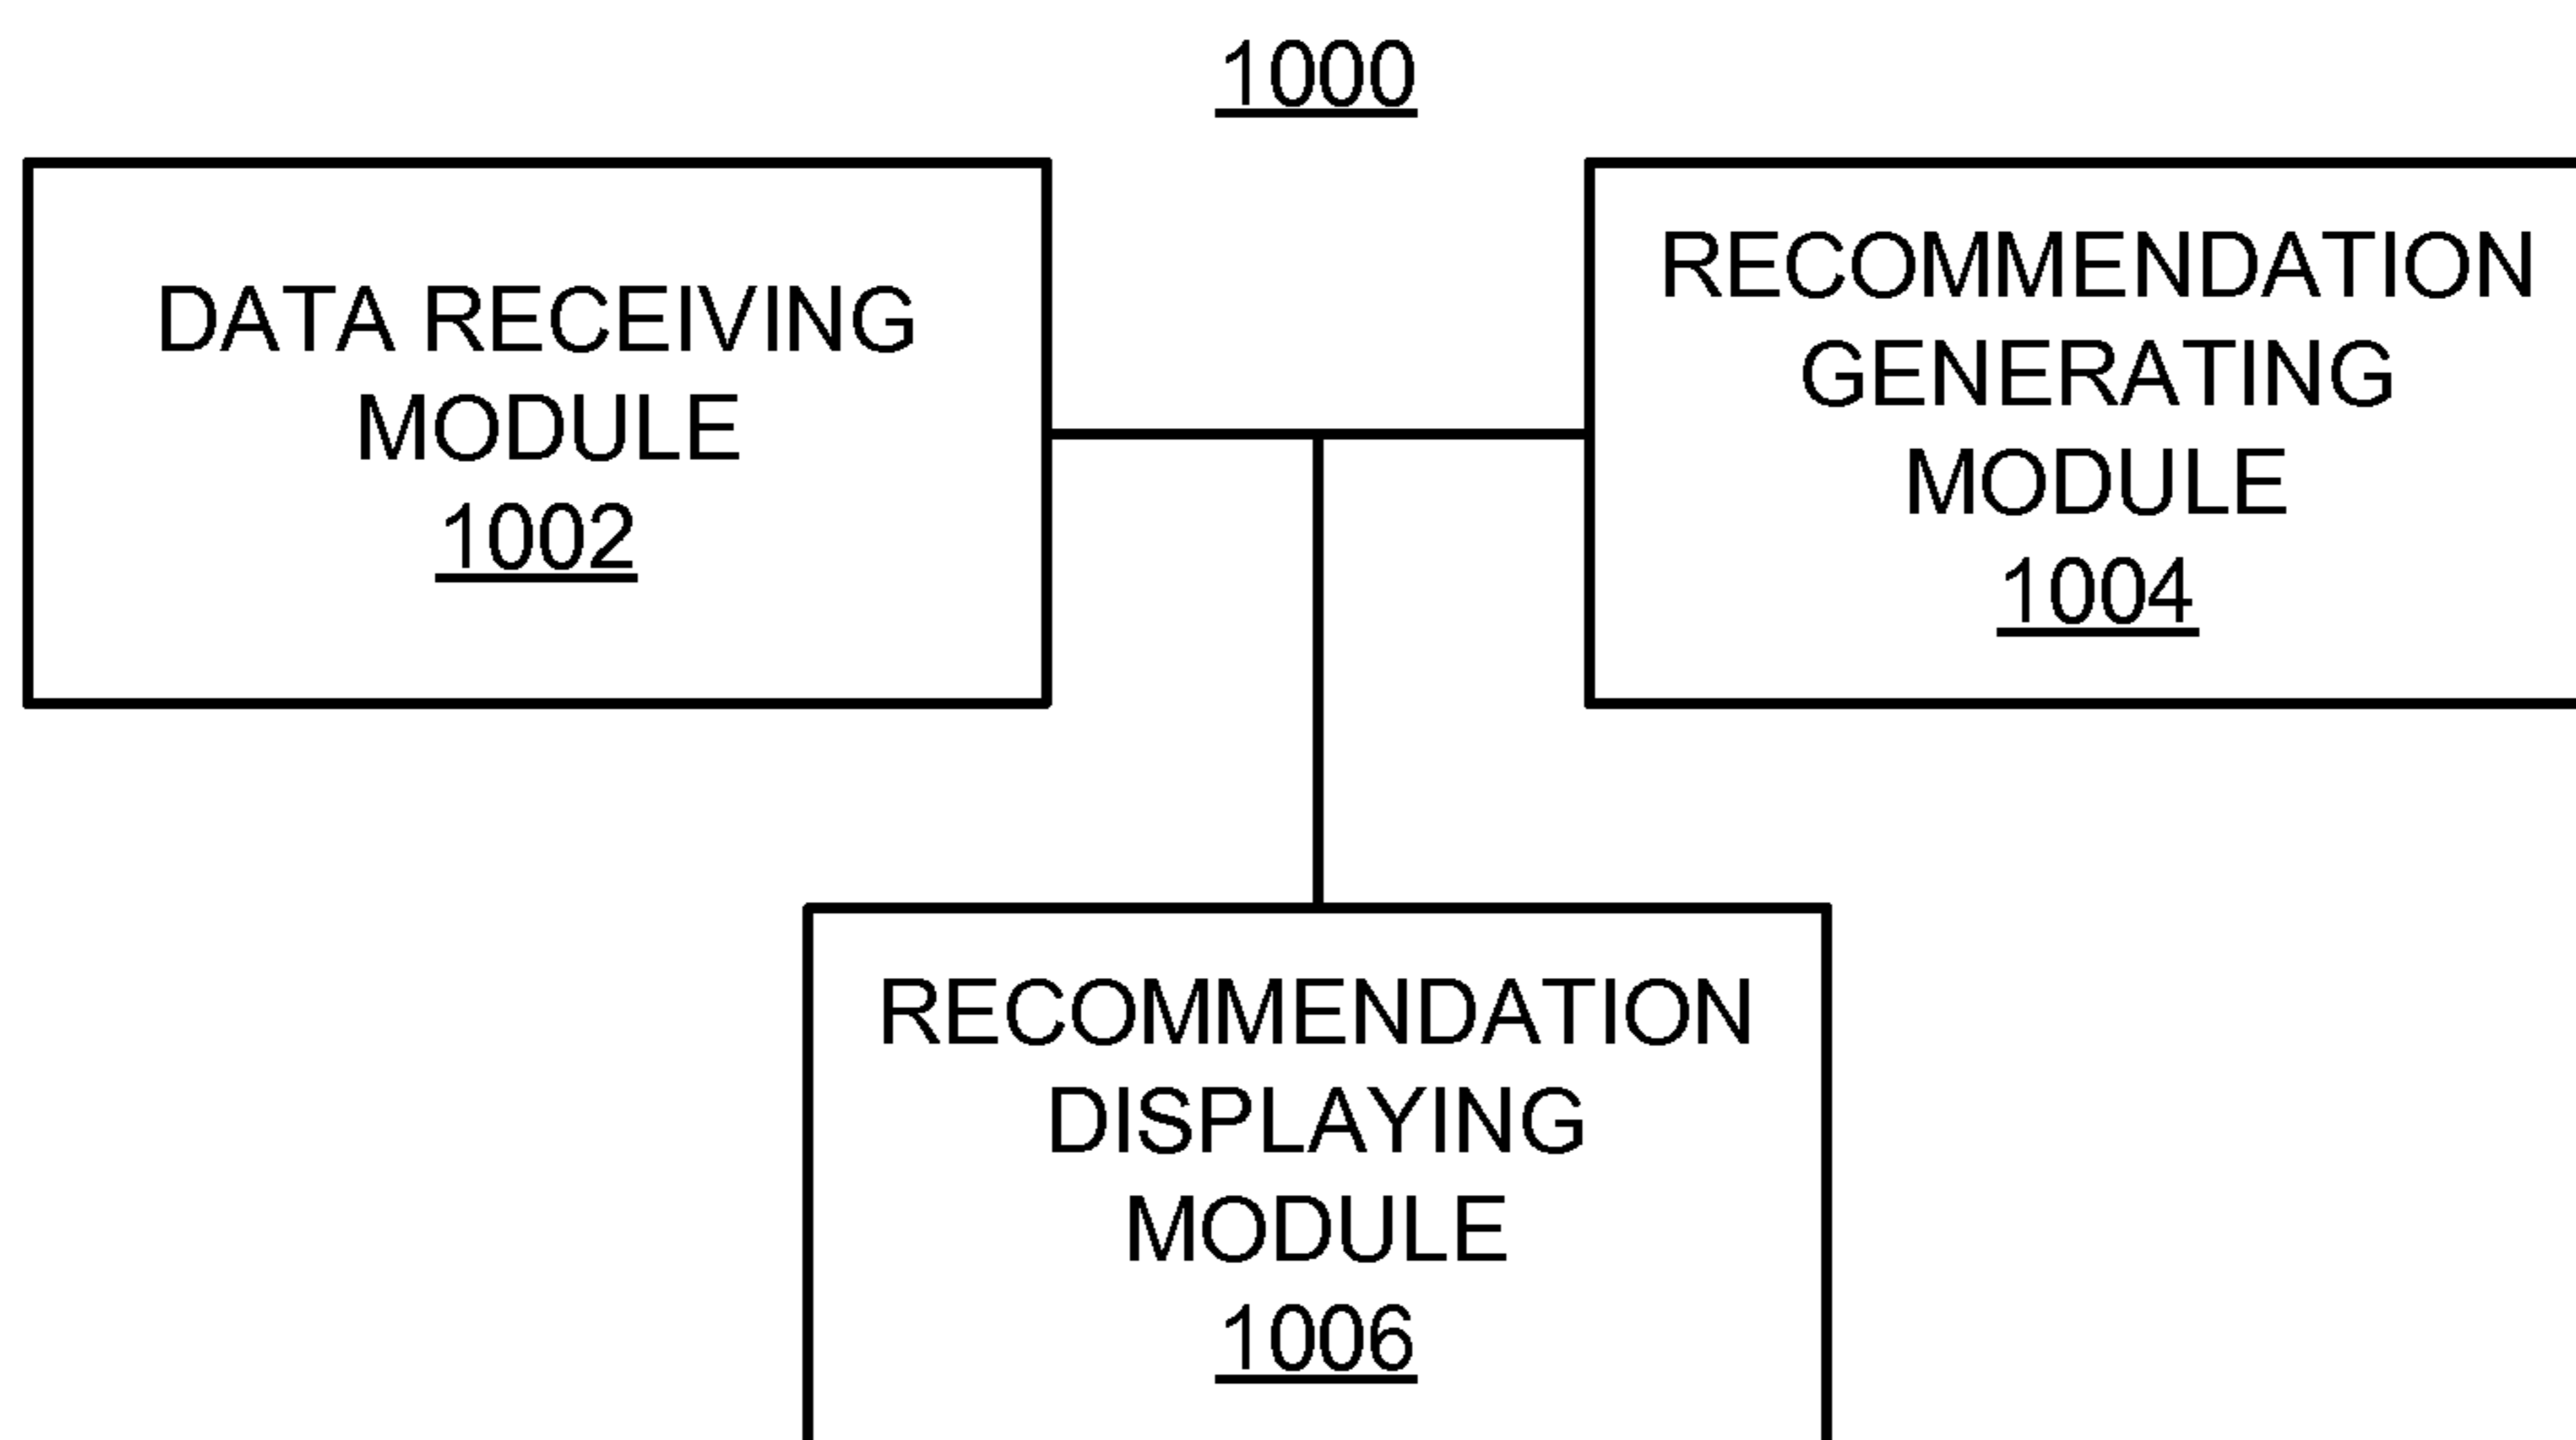 1000
DATA RECEIVING
MODULE
1002
RECOMMENDATION
GENERATING
MODULE
1004
RECOMMENDATION
DISPLAYING
MODULE
1006